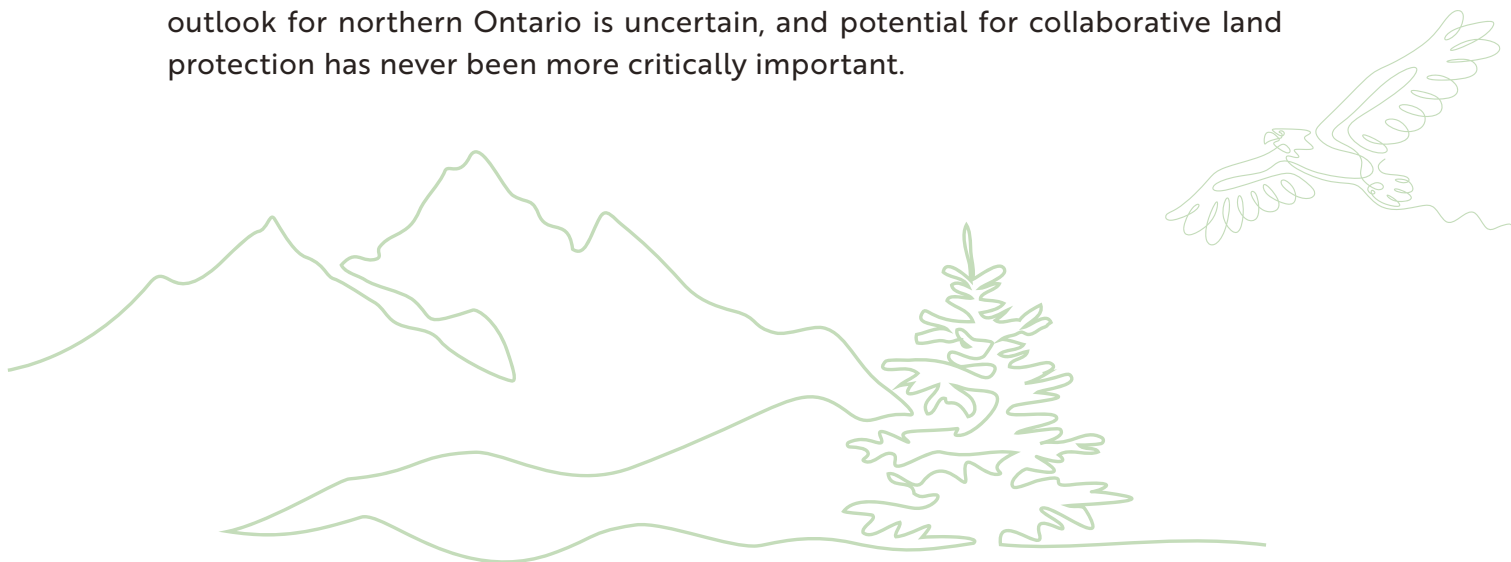 outlook for northern Ontario is uncertain, and potential for collaborative land
protection has never been more critically important.